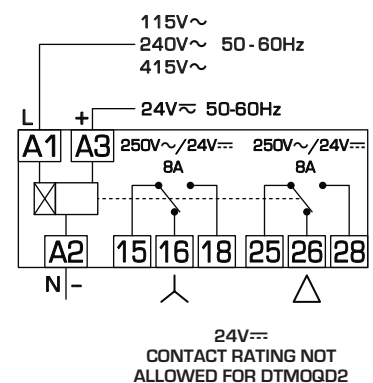 115V∼
240V∼ 50-60Hz
415V∼
L + 24V⏦ 50-60Hz
A1 A3 250V∼/24V⎓ 250V∼/24V⎓
8A 8A
A2 15 16 18 25 26 28
N -
24V⎓
CONTACT RATING NOT
ALLOWED FOR DTMOQD2